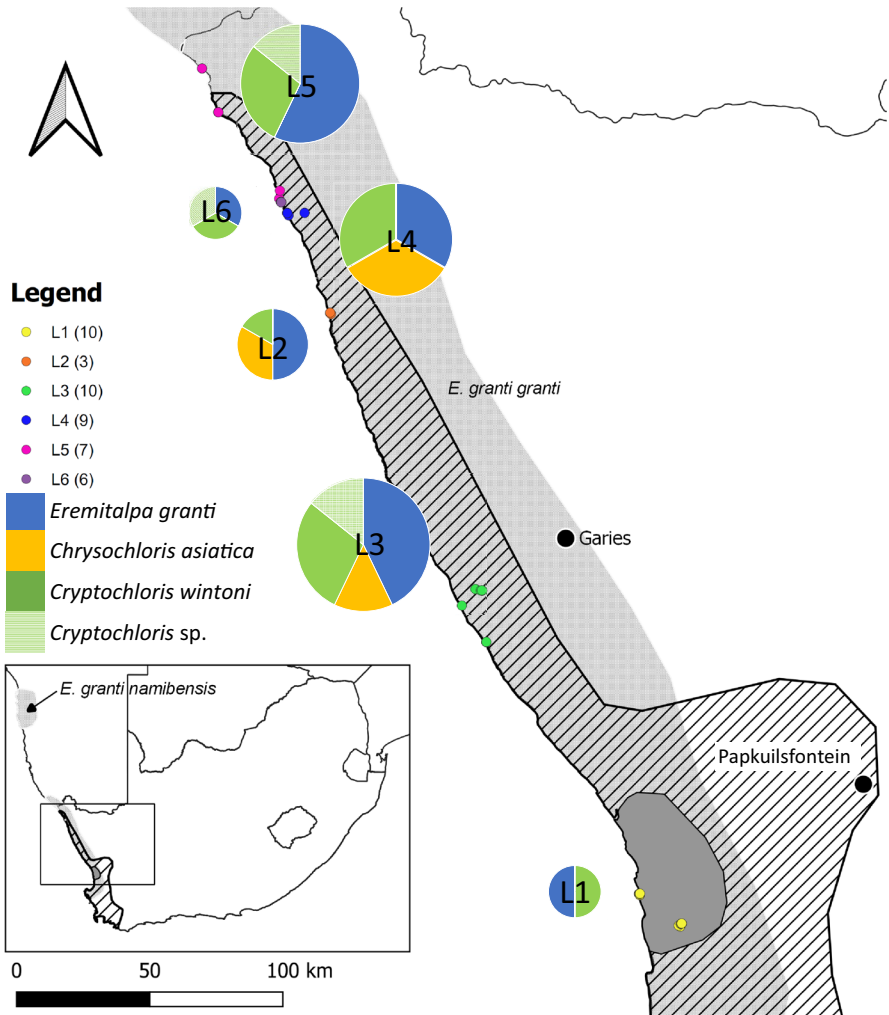 L5
L6
L4
Legend
L1 (10)
L2 (3)
L3 (10)
L4 (9)
L5 (7)
L6 (6)
L2
E. granti granti
Eremitalpa granti
Chrysochloris asiatica
Cryptochloris wintoni
Cryptochloris sp.
L3
Garies
E. granti namibensis
Papkuilsfontein
L1
0 50 100 km